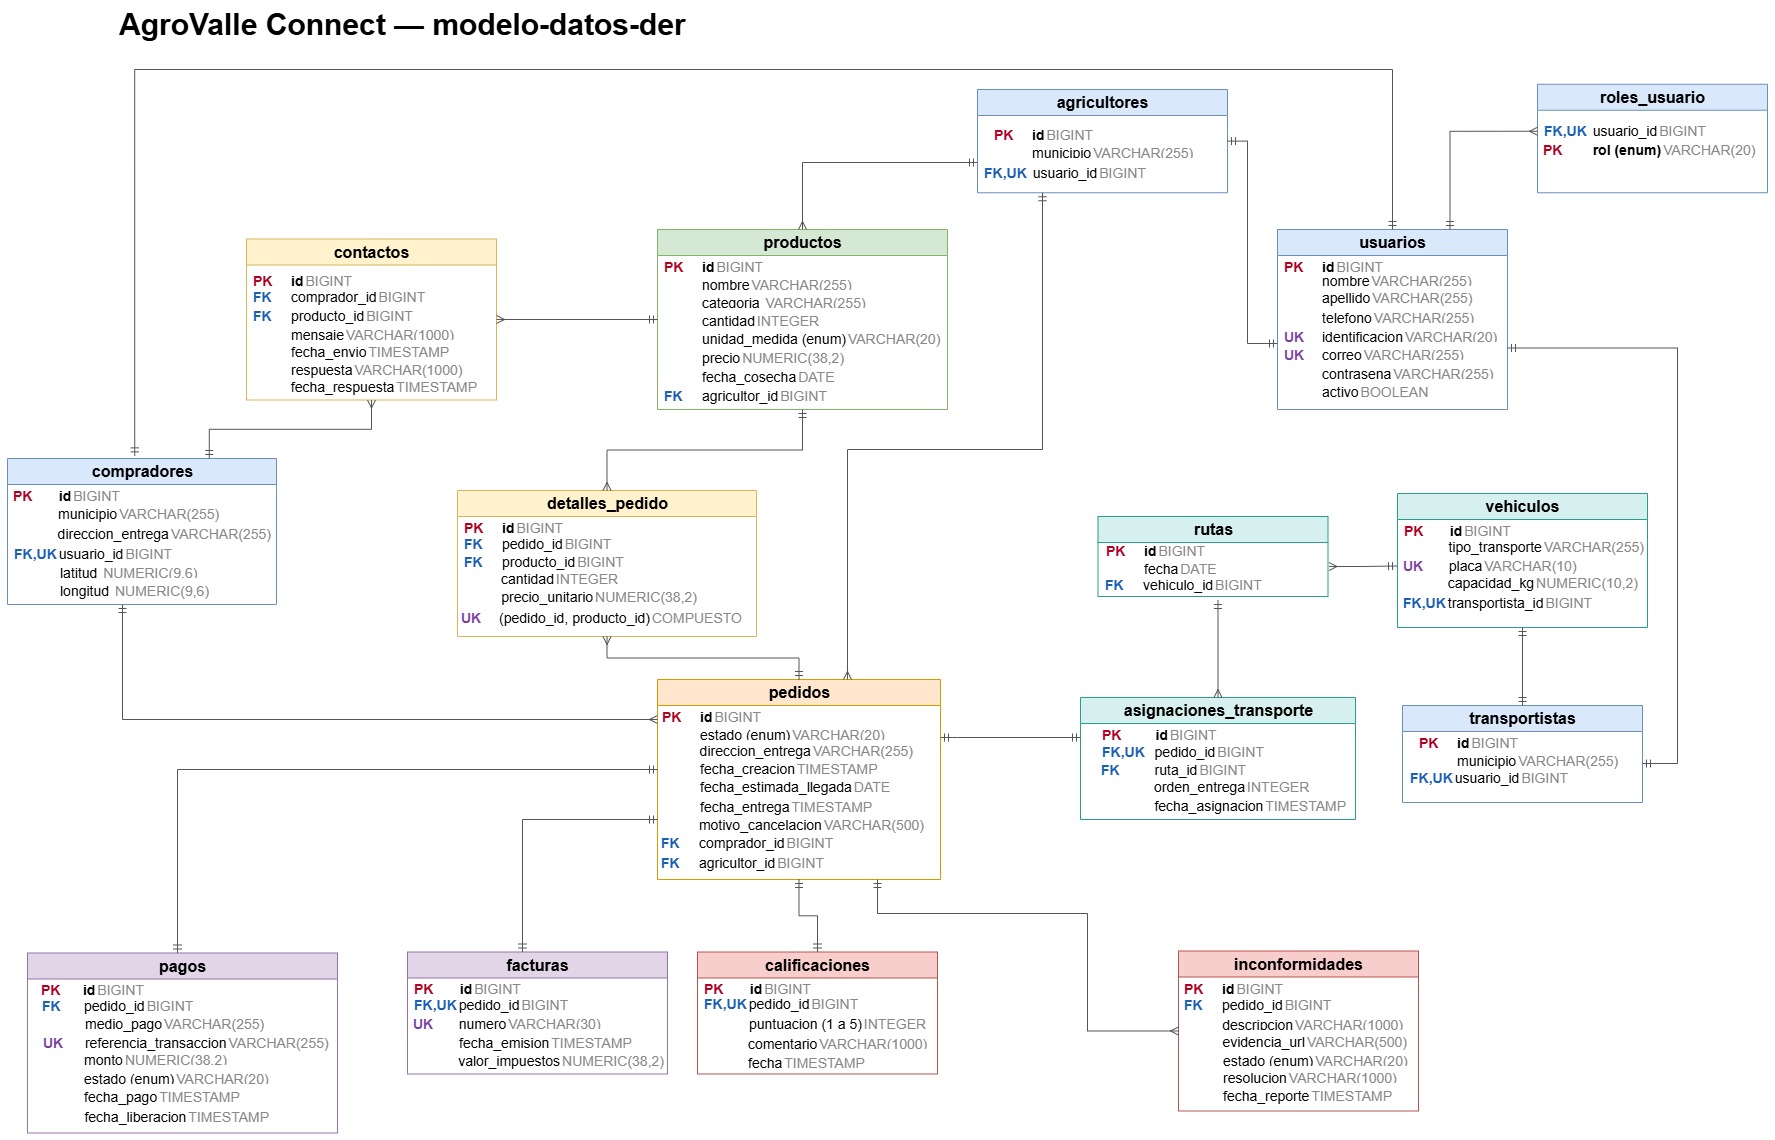 AgroValle Connect — modelo-datos-der
agricultores
PK id BIGINT
municipio VARCHAR(255)
FK,UK usuario_id BIGINT
roles_usuario
FK,UK usuario_id BIGINT
PK rol (enum) VARCHAR(20)
contactos
PK id BIGINT
FK comprador_id BIGINT
FK producto_id BIGINT
mensaje VARCHAR(1000)
fecha_envio TIMESTAMP
respuesta VARCHAR(1000)
fecha_respuesta TIMESTAMP
productos
PK id BIGINT
nombre VARCHAR(255)
categoria VARCHAR(255)
cantidad INTEGER
unidad_medida (enum) VARCHAR(20)
precio NUMERIC(38,2)
fecha_cosecha DATE
FK agricultor_id BIGINT
usuarios
PK id BIGINT
nombre VARCHAR(255)
apellido VARCHAR(255)
telefono VARCHAR(255)
UK identificacion VARCHAR(20)
UK correo VARCHAR(255)
contrasena VARCHAR(255)
activo BOOLEAN
compradores
PK id BIGINT
municipio VARCHAR(255)
direccion_entrega VARCHAR(255)
FK,UK usuario_id BIGINT
latitud NUMERIC(9,6)
longitud NUMERIC(9,6)
detalles_pedido
PK id BIGINT
FK pedido_id BIGINT
FK producto_id BIGINT
cantidad INTEGER
precio_unitario NUMERIC(38,2)
UK (pedido_id, producto_id) COMPUESTO
rutas
PK id BIGINT
fecha DATE
FK vehiculo_id BIGINT
vehiculos
PK id BIGINT
tipo_transporte VARCHAR(255)
UK placa VARCHAR(10)
capacidad_kg NUMERIC(10,2)
FK,UK transportista_id BIGINT
pedidos
PK id BIGINT
estado (enum) VARCHAR(20)
direccion_entrega VARCHAR(255)
fecha_creacion TIMESTAMP
fecha_estimada_llegada DATE
fecha_entrega TIMESTAMP
motivo_cancelacion VARCHAR(500)
FK comprador_id BIGINT
FK agricultor_id BIGINT
asignaciones_transporte
PK id BIGINT
FK,UK pedido_id BIGINT
FK ruta_id BIGINT
orden_entrega INTEGER
fecha_asignacion TIMESTAMP
transportistas
PK id BIGINT
municipio VARCHAR(255)
FK,UK usuario_id BIGINT
pagos
PK id BIGINT
FK pedido_id BIGINT
medio_pago VARCHAR(255)
UK referencia_transaccion VARCHAR(255)
monto NUMERIC(38,2)
estado (enum) VARCHAR(20)
fecha_pago TIMESTAMP
fecha_liberacion TIMESTAMP
facturas
PK id BIGINT
FK,UK pedido_id BIGINT
UK numero VARCHAR(30)
fecha_emision TIMESTAMP
valor_impuestos NUMERIC(38,2)
calificaciones
PK id BIGINT
FK,UK pedido_id BIGINT
puntuacion (1 a 5) INTEGER
comentario VARCHAR(1000)
fecha TIMESTAMP
inconformidades
PK id BIGINT
FK pedido_id BIGINT
descripcion VARCHAR(1000)
evidencia_url VARCHAR(500)
estado (enum) VARCHAR(20)
resolucion VARCHAR(1000)
fecha_reporte TIMESTAMP